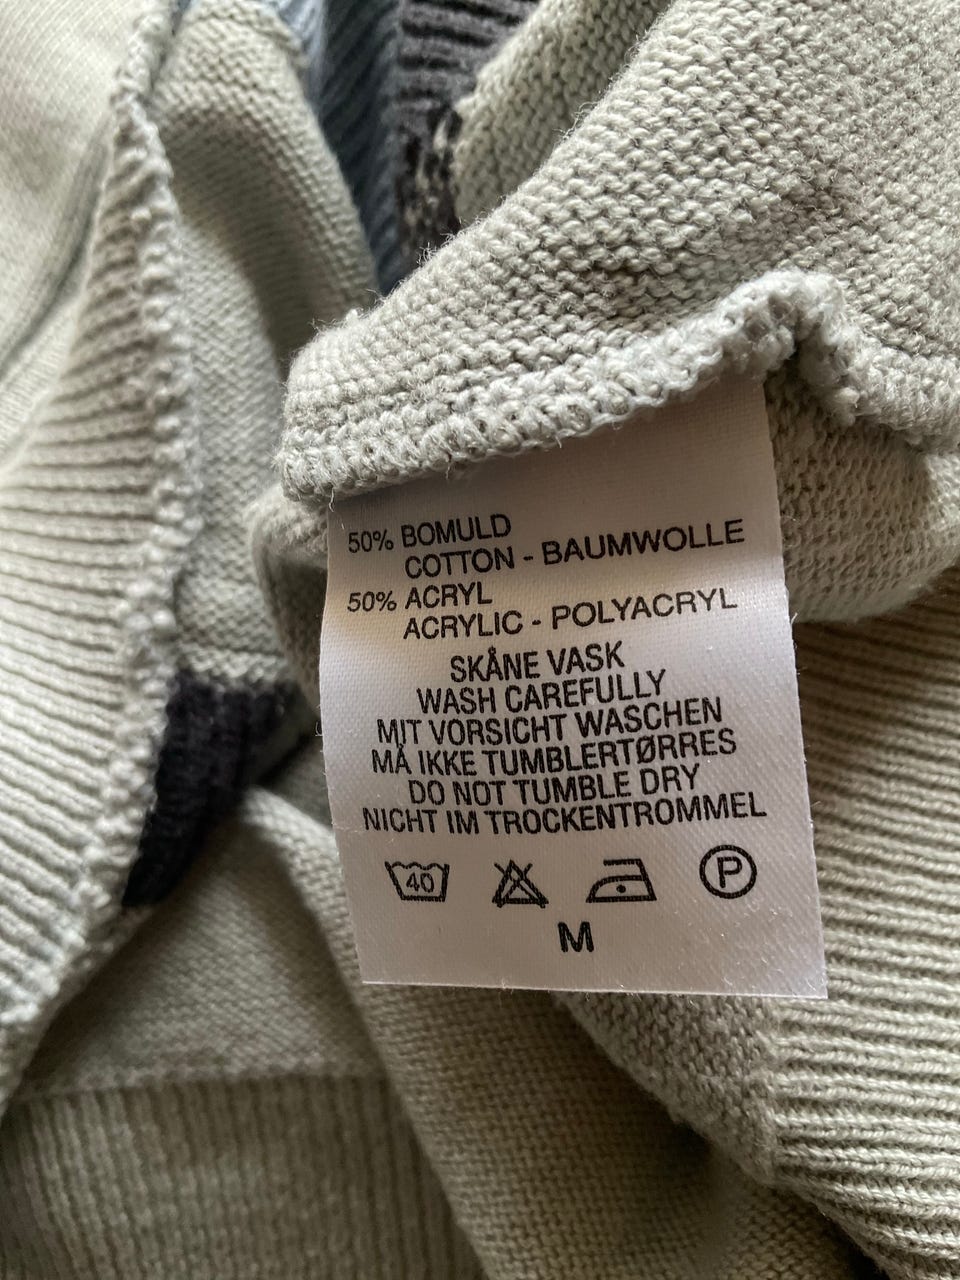 50% BOMULD
COTTON - BAUMWOLLE
50% ACRYL
ACRYLIC - POLYACRYL
SKÅNE VASK
WASH CAREFULLY
MIT VORSICHT WASCHEN
MÅ IKKE TUMBLERTØRRES
DO NOT TUMBLE DRY
NICHT IM TROCKENTROMMEL
40 P
M